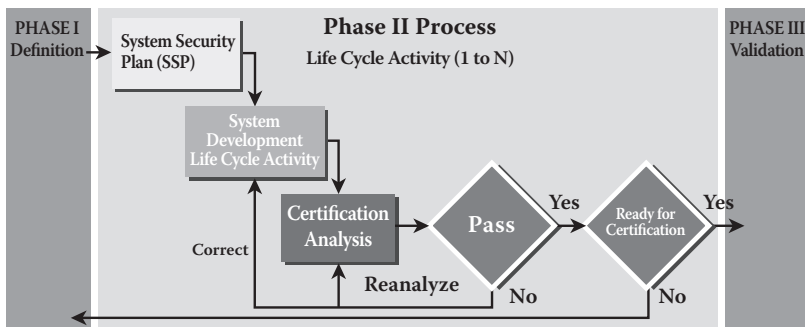 PHASE I
Definition
System Security
Plan (SSP)
Phase II Process
Life Cycle Activity (1 to N)
PHASE III
Validation
System
Development
Life Cycle Activity
Certification
Analysis
Pass
Yes
Ready for
Certification
Yes
Correct
Reanalyze
No
No